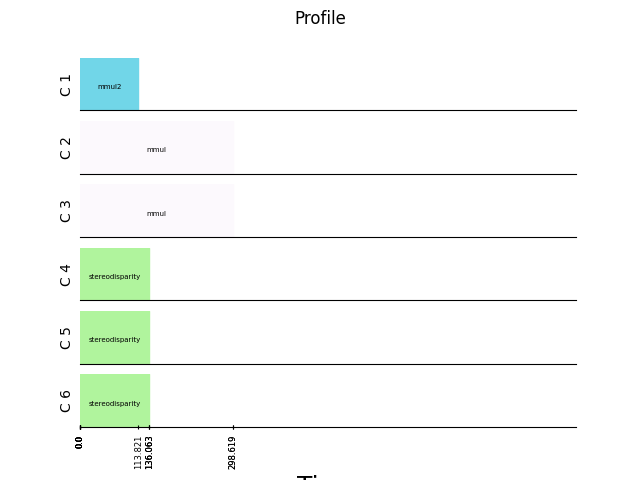 Profile
C 1
mmul2
C 2
mmul
C 3
mmul
C 4
stereodisparity
C 5
stereodisparity
C 6
stereodisparity
0.0
113.821
136.063
298.619